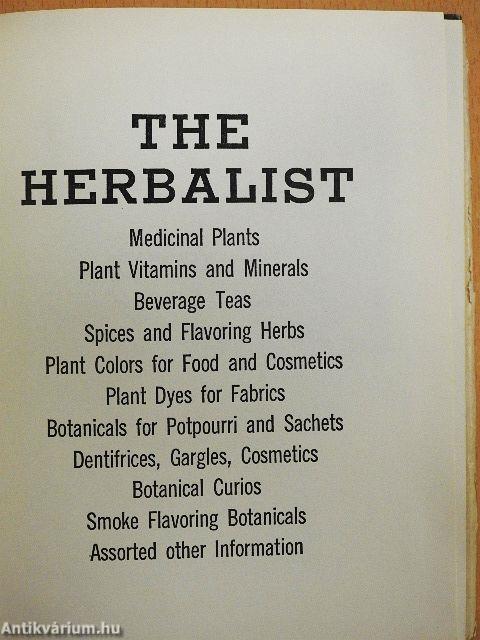 THE
HERBALIST
Medicinal Plants
Plant Vitamins and Minerals
Beverage Teas
Spices and Flavoring Herbs
Plant Colors for Food and Cosmetics
Plant Dyes for Fabrics
Botanicals for Potpourri and Sachets
Dentifrices, Gargles, Cosmetics
Botanical Curios
Smoke Flavoring Botanicals
Assorted other Information
Antikvárium.hu